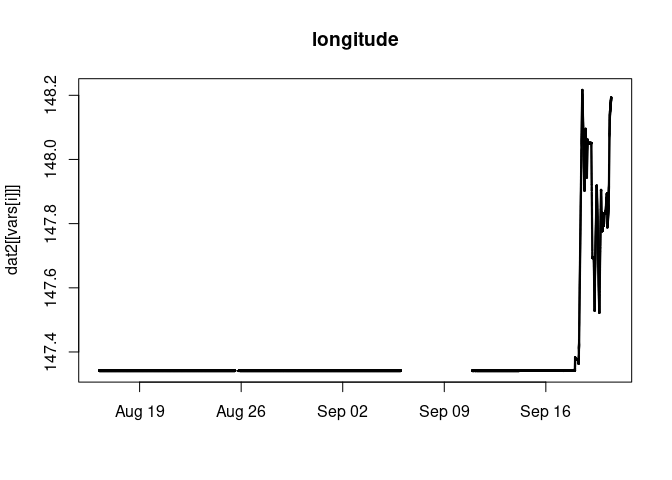 longitude
dat2[[vars[i]]]
148.2
148.0
147.8
147.6
147.4
Aug 19
Aug 26
Sep 02
Sep 09
Sep 16